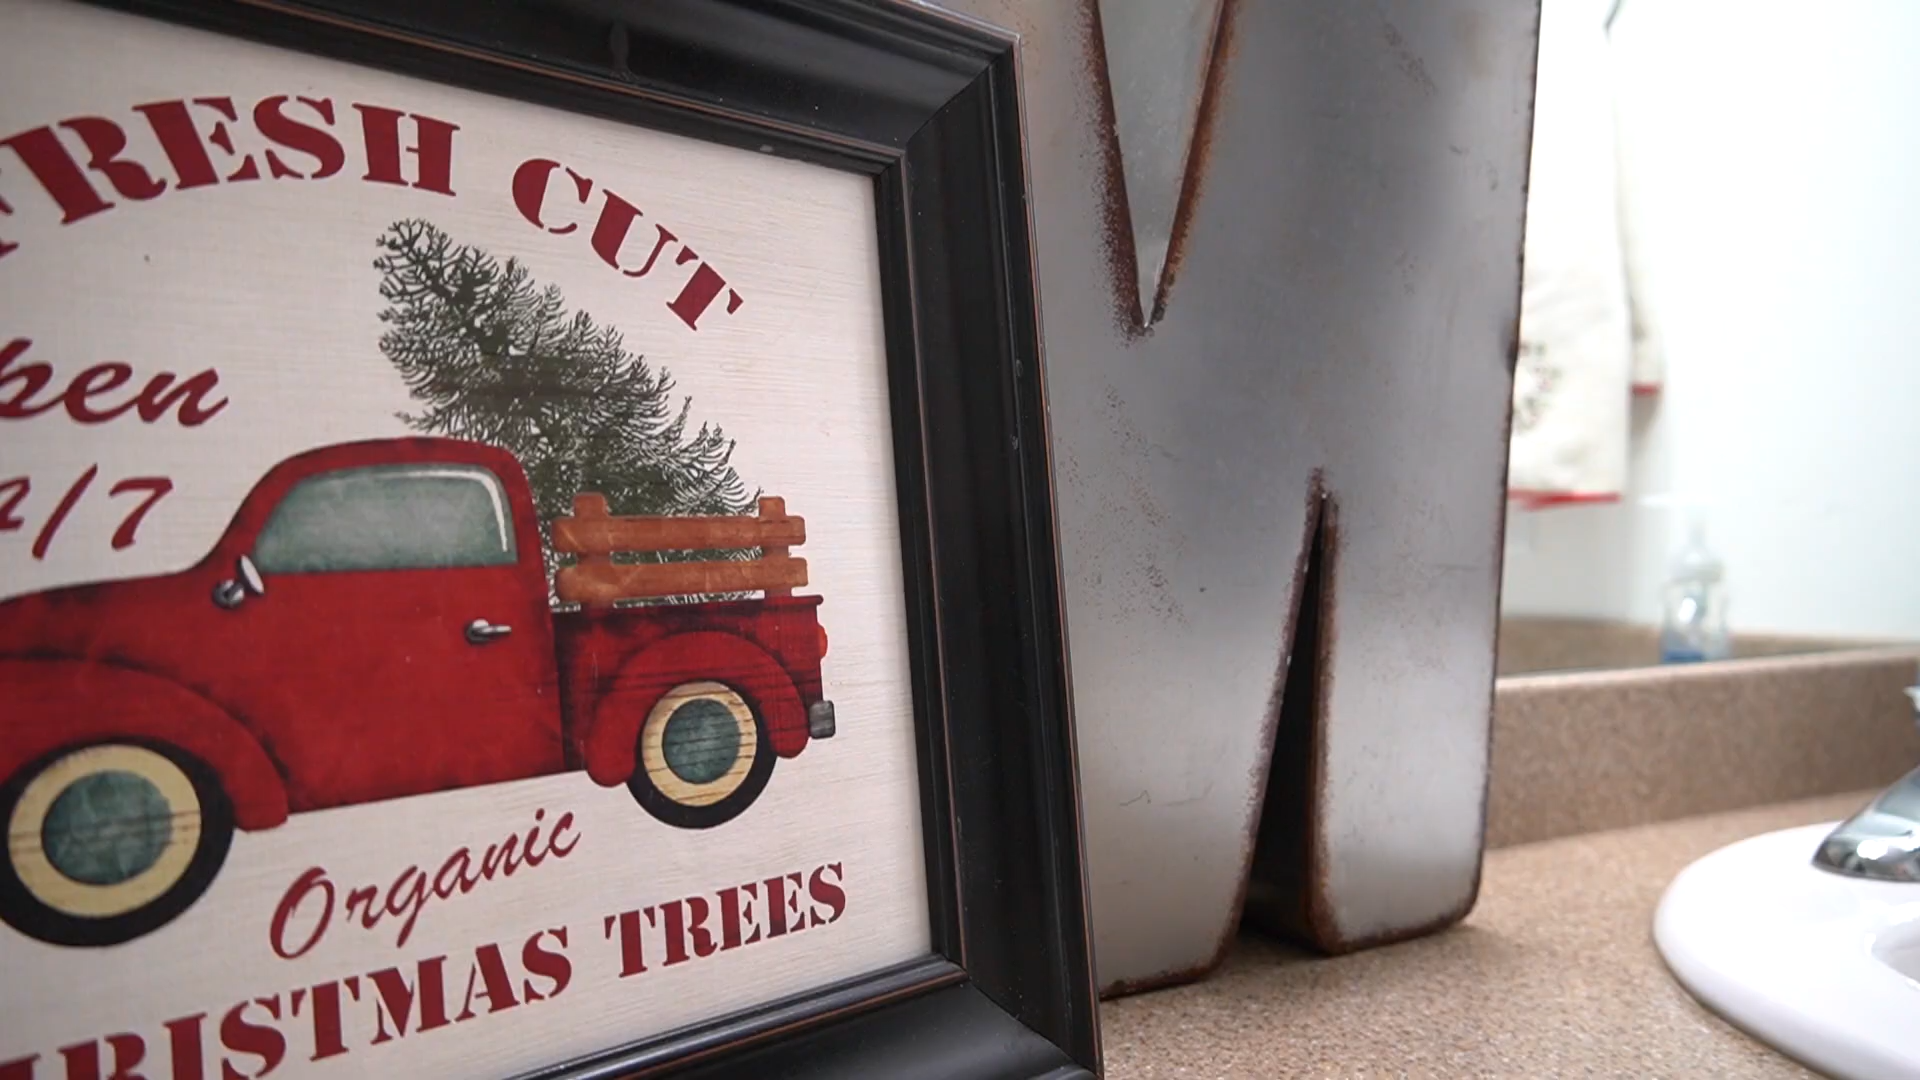 FRESH CUT
pen
/7
Organic
RISTMAS TREES